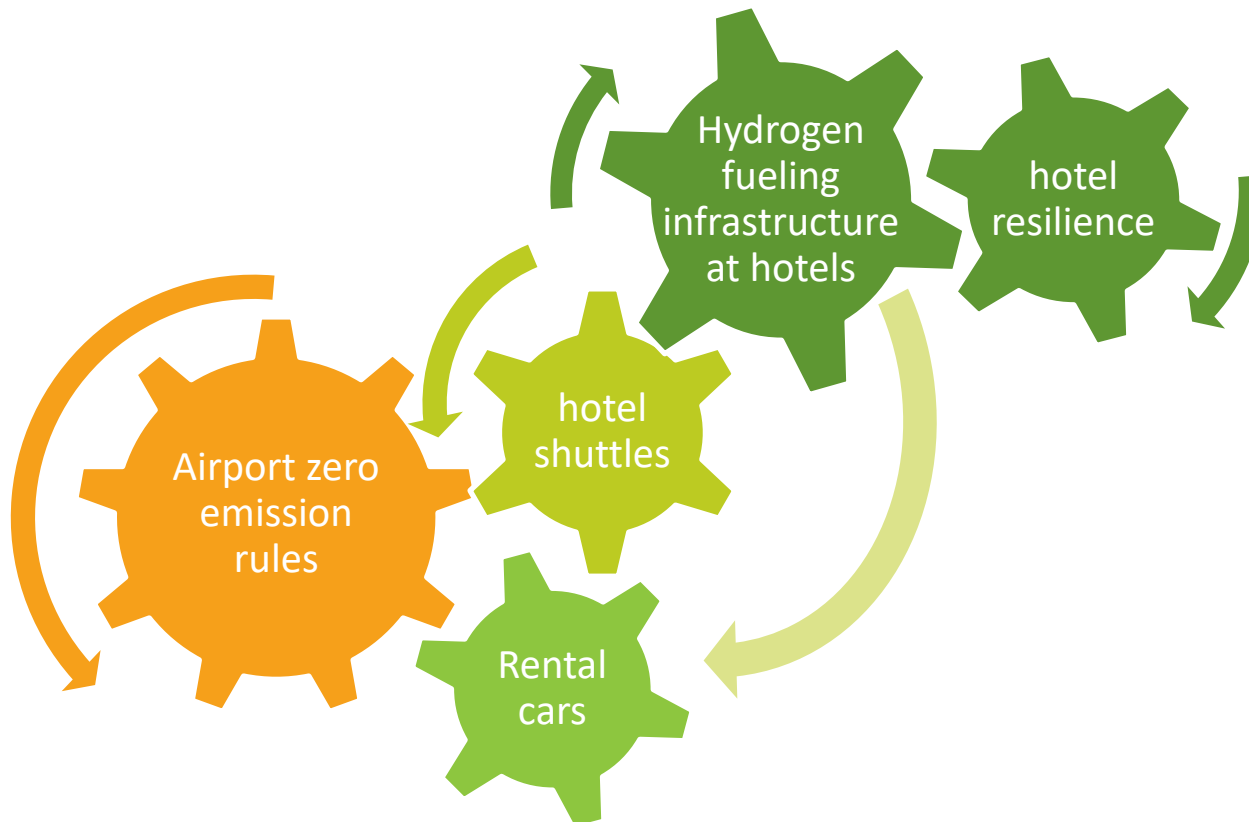 Hydrogen
fueling
infrastructure
at hotels
hotel
resilience
hotel
shuttles
Airport zero
emission
rules
Rental
cars